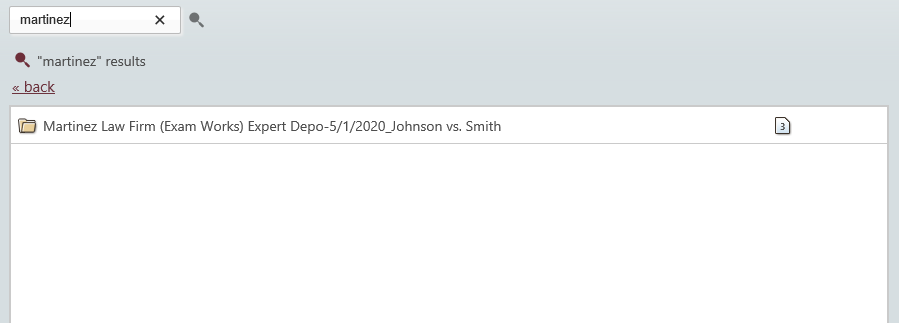 martinez
"martinez" results
« back
Martinez Law Firm (Exam Works) Expert Depo-5/1/2020_Johnson vs. Smith 3